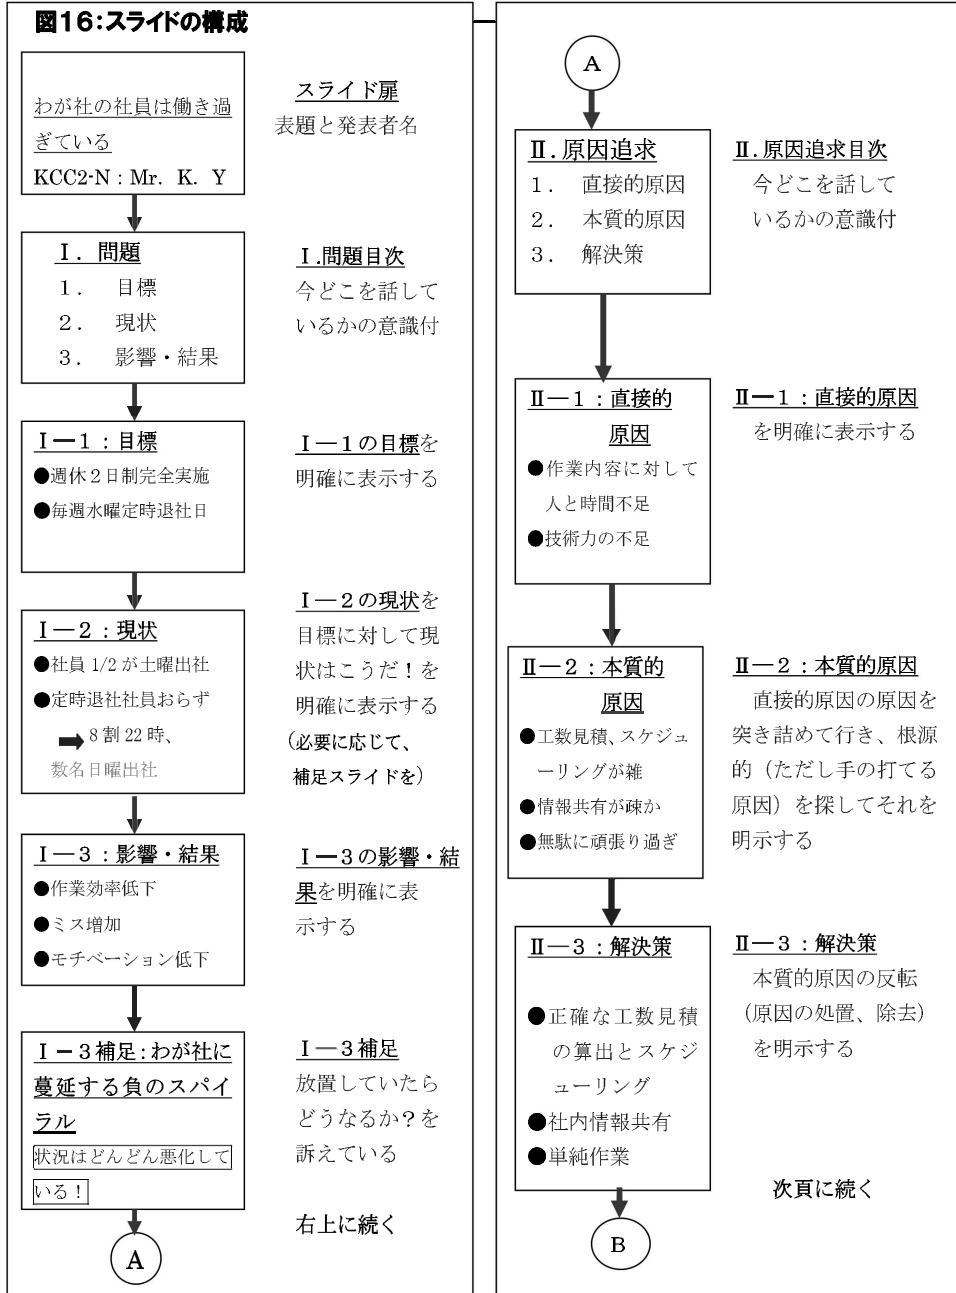 図16:スライドの構成
わが社の社員は働き過
ぎている
KCC2-N：Mr. K. Y
スライド扉
表題と発表者名
Ⅰ. 問題
１. 目標
２. 現状
３. 影響・結果
Ⅰ.問題目次
今どこを話して
いるかの意識付
Ⅰ―１：目標
●週休２日制完全実施
●毎週水曜定時退社日
Ⅰ―１の目標を
明確に表示する
Ⅰ―２：現状
●社員 1/2 が土曜出社
●定時退社社員おらず
➡８割 22 時、
数名日曜出社
Ⅰ―２の現状を
目標に対して現
状はこうだ！を
明確に表示する
（必要に応じて、
補足スライドを）
Ⅰ―３：影響・結果
●作業効率低下
●ミス増加
●モチベーション低下
Ⅰ―３の影響・結
果を明確に表
示する
Ⅰ－３補足：わが社に
蔓延する負のスパイ
ラル
状況はどんどん悪化して
いる！
Ⅰ―３補足
放置していたら
どうなるか？を
訴えている
右上に続く
A
A
Ⅱ.原因追求
１. 直接的原因
２. 本質的原因
３. 解決策
Ⅱ.原因追求目次
今どこを話して
いるかの意識付
Ⅱ―１：直接的
原因
●作業内容に対して
人と時間不足
●技術力の不足
Ⅱ―１：直接的原因
を明確に表示する
Ⅱ―２：本質的
原因
●工数見積、スケジュ
ーリングが雑
●情報共有が疎か
●無駄に頑張り過ぎ
Ⅱ―２：本質的原因
直接的原因の原因を
突き詰めて行き、根源
的（ただし手の打てる
原因）を探してそれを
明示する
Ⅱ―３：解決策
●正確な工数見積
の算出とスケジ
ューリング
●社内情報共有
●単純作業
Ⅱ―３：解決策
本質的原因の反転
（原因の処置、除去）
を明示する
次頁に続く
B